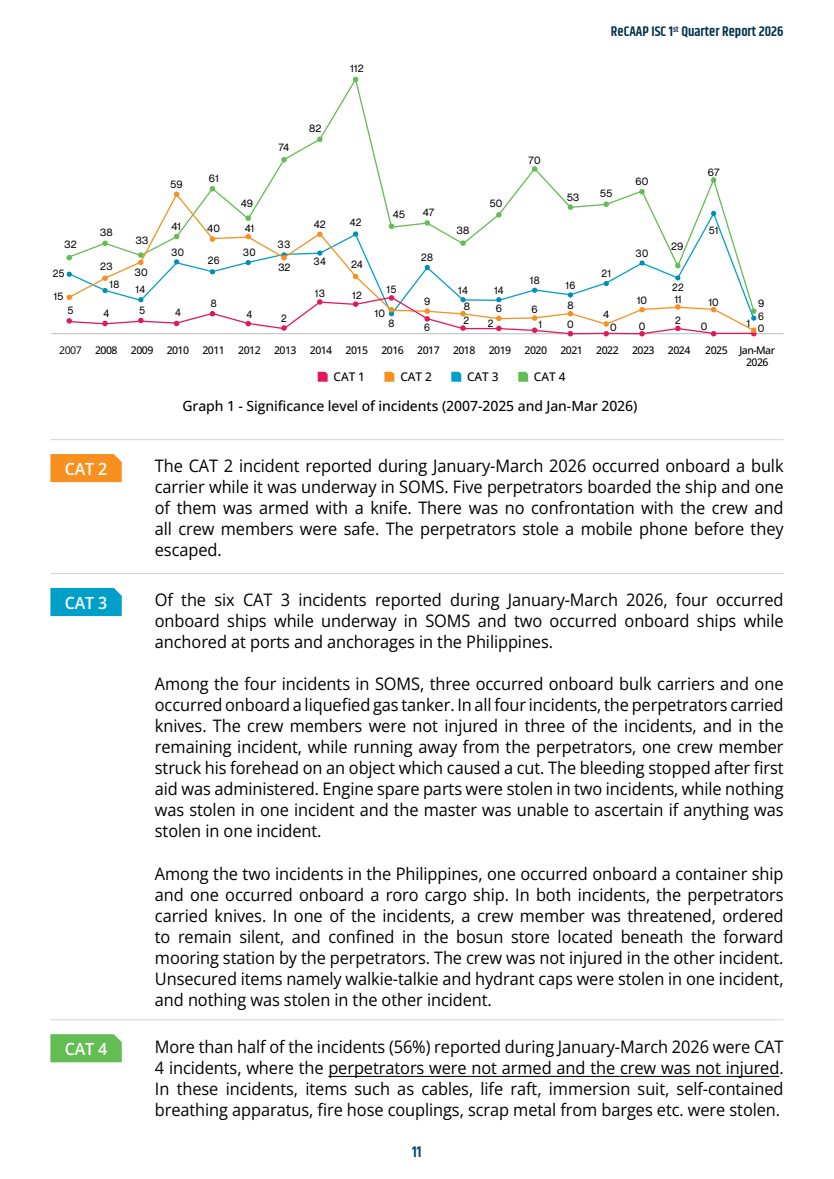 ReCAAP ISC 1st Quarter Report 2026
112
82
74
70
67
61
60
59
55
53
51
50
49
47
45
42
42
41
41
40
38
38
34
33
33
32
32
30
30
30
30
29
28
26
25
24
23
22
21
18
18
16
15
15
14
14
14
13
12
11
10
10
10
9
9
8
8
8
8
6
6
6
6
5
5
4
4
4
4
2
2
2
2
1
1
0
0
0
0
0
2007 2008 2009 2010 2011 2012 2013 2014 2015 2016 2017 2018 2019 2020 2021 2022 2023 2024 2025 Jan-Mar
2026
CAT 1 CAT 2 CAT 3 CAT 4
Graph 1 - Significance level of incidents (2007-2025 and Jan-Mar 2026)
CAT 2
The CAT 2 incident reported during January-March 2026 occurred onboard a bulk
carrier while it was underway in SOMS. Five perpetrators boarded the ship and one
of them was armed with a knife. There was no confrontation with the crew and
all crew members were safe. The perpetrators stole a mobile phone before they
escaped.
CAT 3
Of the six CAT 3 incidents reported during January-March 2026, four occurred
onboard ships while underway in SOMS and two occurred onboard ships while
anchored at ports and anchorages in the Philippines.
Among the four incidents in SOMS, three occurred onboard bulk carriers and one
occurred onboard a liquefied gas tanker. In all four incidents, the perpetrators carried
knives. The crew members were not injured in three of the incidents, and in the
remaining incident, while running away from the perpetrators, one crew member
struck his forehead on an object which caused a cut. The bleeding stopped after first
aid was administered. Engine spare parts were stolen in two incidents, while nothing
was stolen in one incident and the master was unable to ascertain if anything was
stolen in one incident.
Among the two incidents in the Philippines, one occurred onboard a container ship
and one occurred onboard a roro cargo ship. In both incidents, the perpetrators
carried knives. In one of the incidents, a crew member was threatened, ordered
to remain silent, and confined in the bosun store located beneath the forward
mooring station by the perpetrators. The crew was not injured in the other incident.
Unsecured items namely walkie-talkie and hydrant caps were stolen in one incident,
and nothing was stolen in the other incident.
CAT 4
More than half of the incidents (56%) reported during January-March 2026 were CAT
4 incidents, where the perpetrators were not armed and the crew was not injured.
In these incidents, items such as cables, life raft, immersion suit, self-contained
breathing apparatus, fire hose couplings, scrap metal from barges etc. were stolen.
11